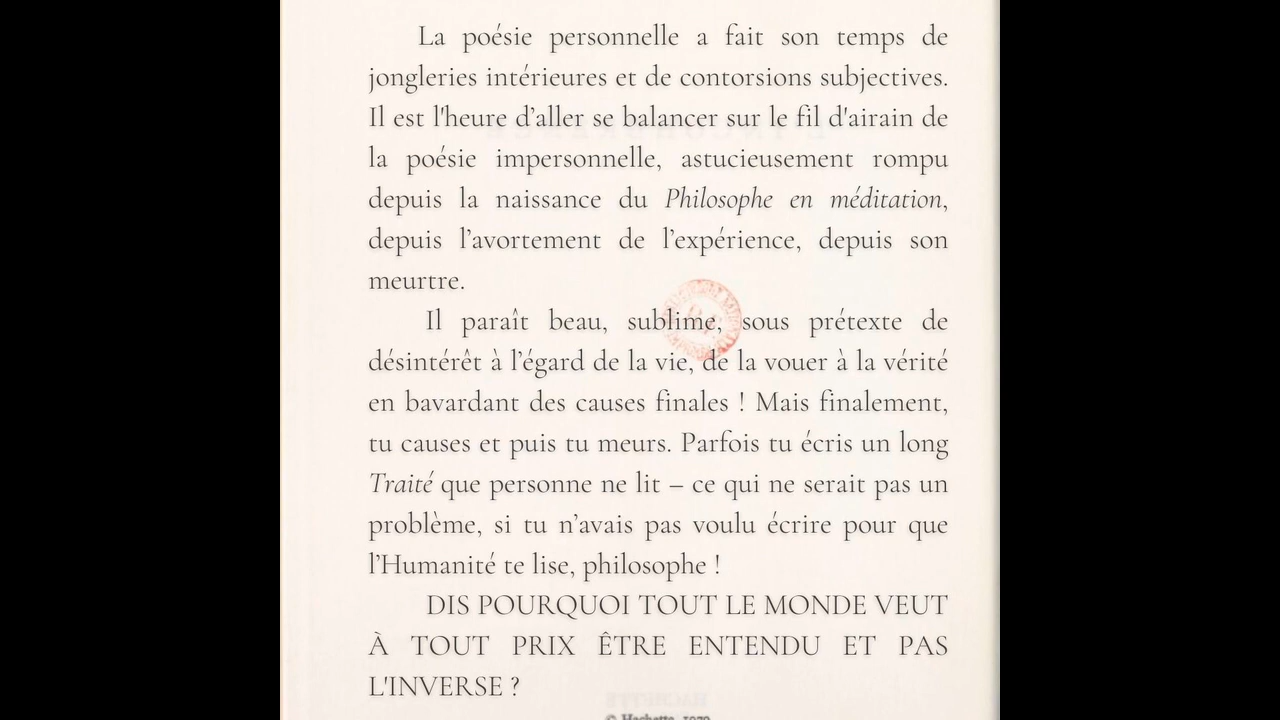 La poésie personnelle a fait son temps de
jongleries intérieures et de contorsions subjectives.
Il est l'heure d’aller se balancer sur le fil d'airain de
la poésie impersonnelle, astucieusement rompu
depuis la naissance du Philosophe en méditation,
depuis l’avortement de l’expérience, depuis son
meurtre.
Il paraît beau, sublime, sous prétexte de
désintérêt à l’égard de la vie, de la vouer à la vérité
en bavardant des causes finales ! Mais finalement,
tu causes et puis tu meurs. Parfois tu écris un long
Traité que personne ne lit – ce qui ne serait pas un
problème, si tu n’avais pas voulu écrire pour que
l’Humanité te lise, philosophe !
DIS POURQUOI TOUT LE MONDE VEUT
À TOUT PRIX ÊTRE ENTENDU ET PAS
L'INVERSE ?